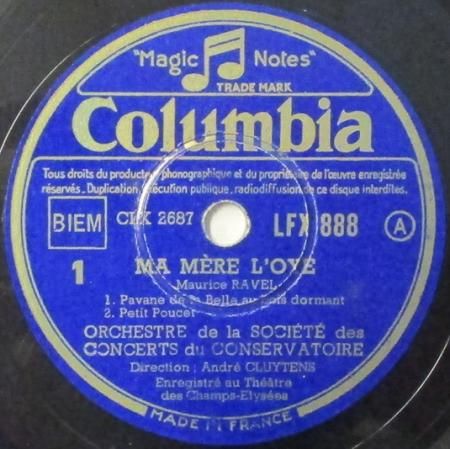 "Magic Notes"
TRADE MARK
Columbia
Tous droits du producteur phonographique et du propriétaire de l'œuvre enregistrée
réservés. Duplication, exécution publique, radiodiffusion de ce disque interdites.
BIEM CLX 2687 LFX 888 A
1 MA MÈRE L'OYE
Maurice RAVEL
1. Pavane de la Belle au bois dormant
2. Petit Poucet
ORCHESTRE de la SOCIÉTÉ des
CONCERTS du CONSERVATOIRE
Direction : André CLUYTENS
Enregistré au Théâtre
des Champs-Elysées
MADE IN FRANCE